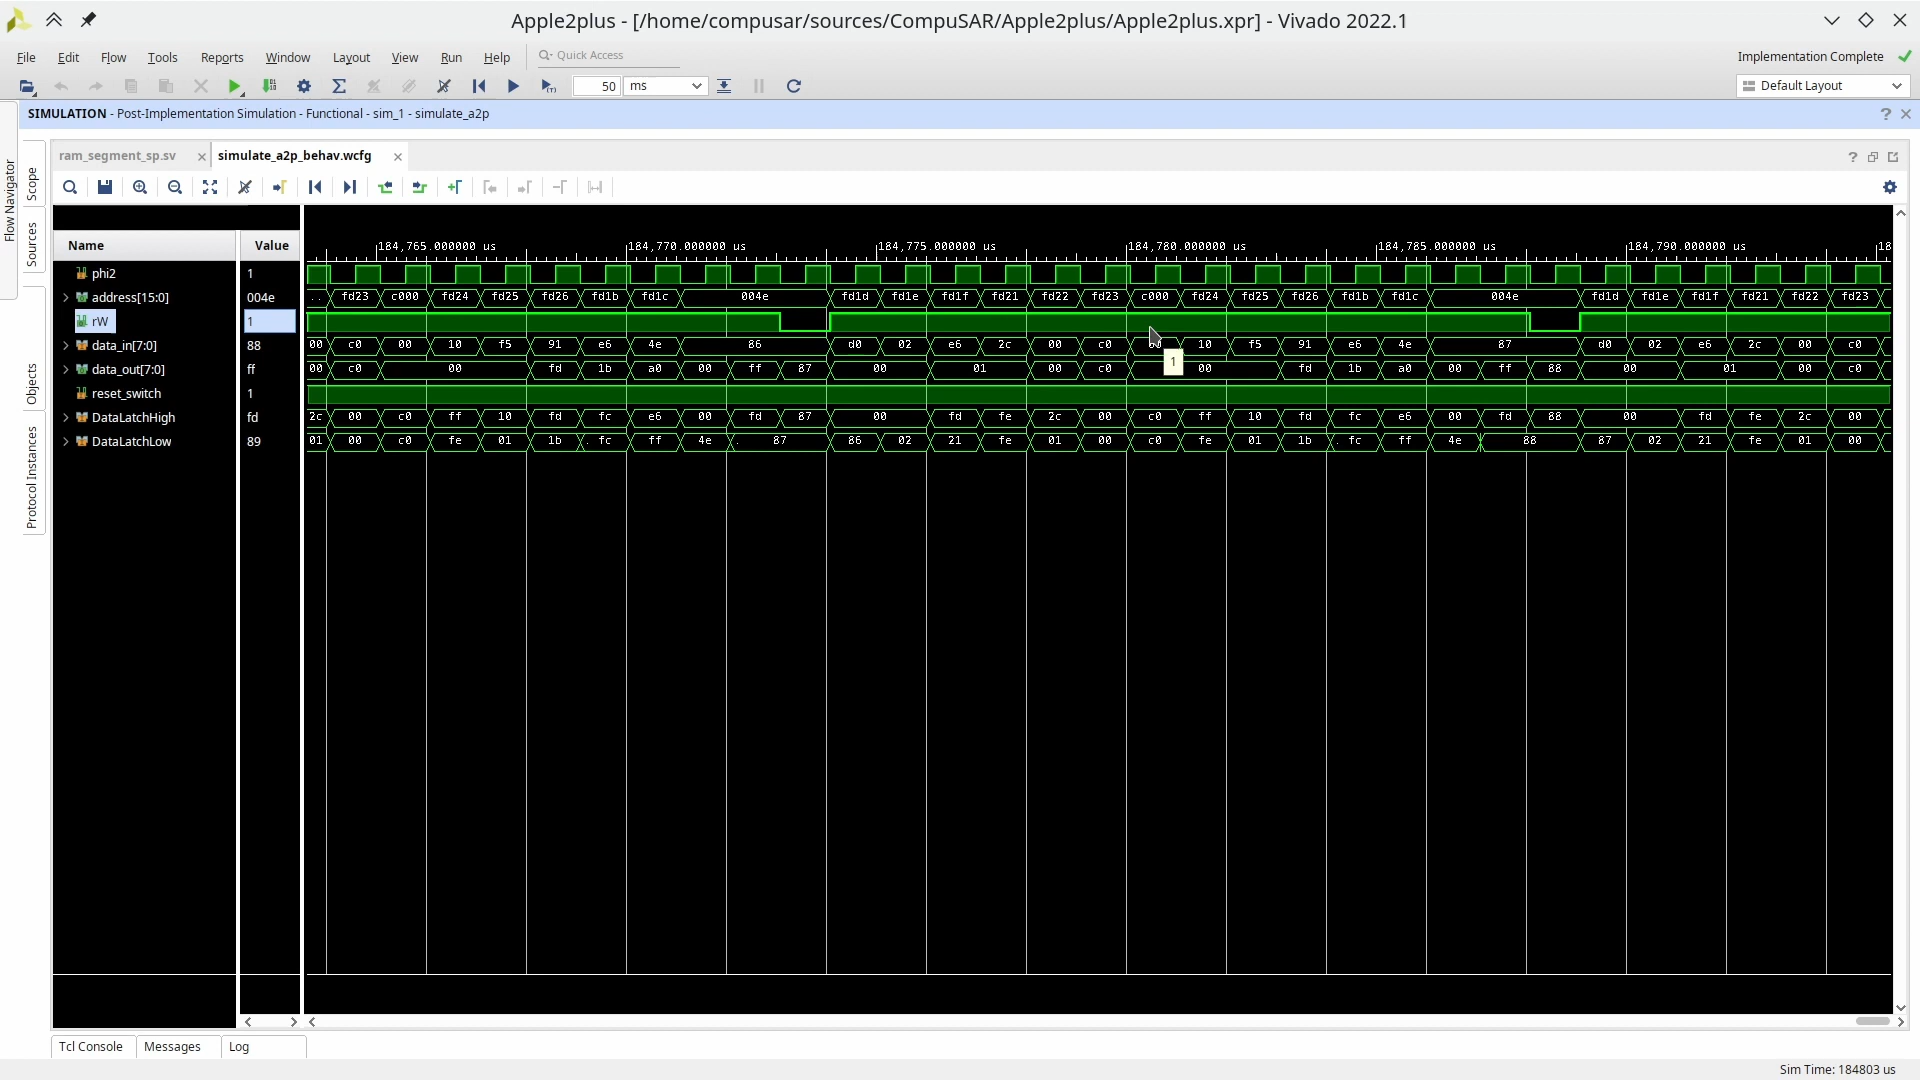 Apple2plus - [/home/compusar/sources/CompuSAR/Apple2plus/Apple2plus.xpr] - Vivado 2022.1
File Edit Flow Tools Reports Window Layout View Run Help Quick Access Implementation Complete
50 ms Default Layout
SIMULATION - Post-Implementation Simulation - Functional - sim_1 - simulate_a2p ?
Flow Navigator
Scope
Sources
Objects
Protocol Instances
ram_segment_sp.sv simulate_a2p_behav.wcfg ?
Name Value 184,765.000000 us 184,770.000000 us 184,775.000000 us 184,780.000000 us 184,785.000000 us 184,790.000000 us 18
phi2 1
address[15:0] 004e .. fd23 c000 fd24 fd25 fd26 fd1b fd1c 004e fd1d fd1e fd1f fd21 fd22 fd23 c000 fd24 fd25 fd26 fd1b fd1c 004e fd1d fd1e fd1f fd21 fd22 fd23
rW 1
data_in[7:0] 88 00 c0 00 10 f5 91 e6 4e 86 d0 02 e6 2c 00 c0 10 f5 91 e6 4e 87 d0 02 e6 2c 00 c0
1
data_out[7:0] ff 00 c0 00 fd 1b a0 00 ff 87 00 01 00 c0 00 fd 1b a0 00 ff 88 00 01 00 c0
reset_switch 1
DataLatchHigh fd 2c 00 c0 ff 10 fd fc e6 00 fd 87 00 fd fe 2c 00 c0 ff 10 fd fc e6 00 fd 88 00 fd fe 2c 00
DataLatchLow 89 01 00 c0 fe 01 1b . fc ff 4e . 87 86 02 21 fe 01 00 c0 fe 01 1b . fc ff 4e 88 87 02 21 fe 01 00
Tcl Console Messages Log
Sim Time: 184803 us